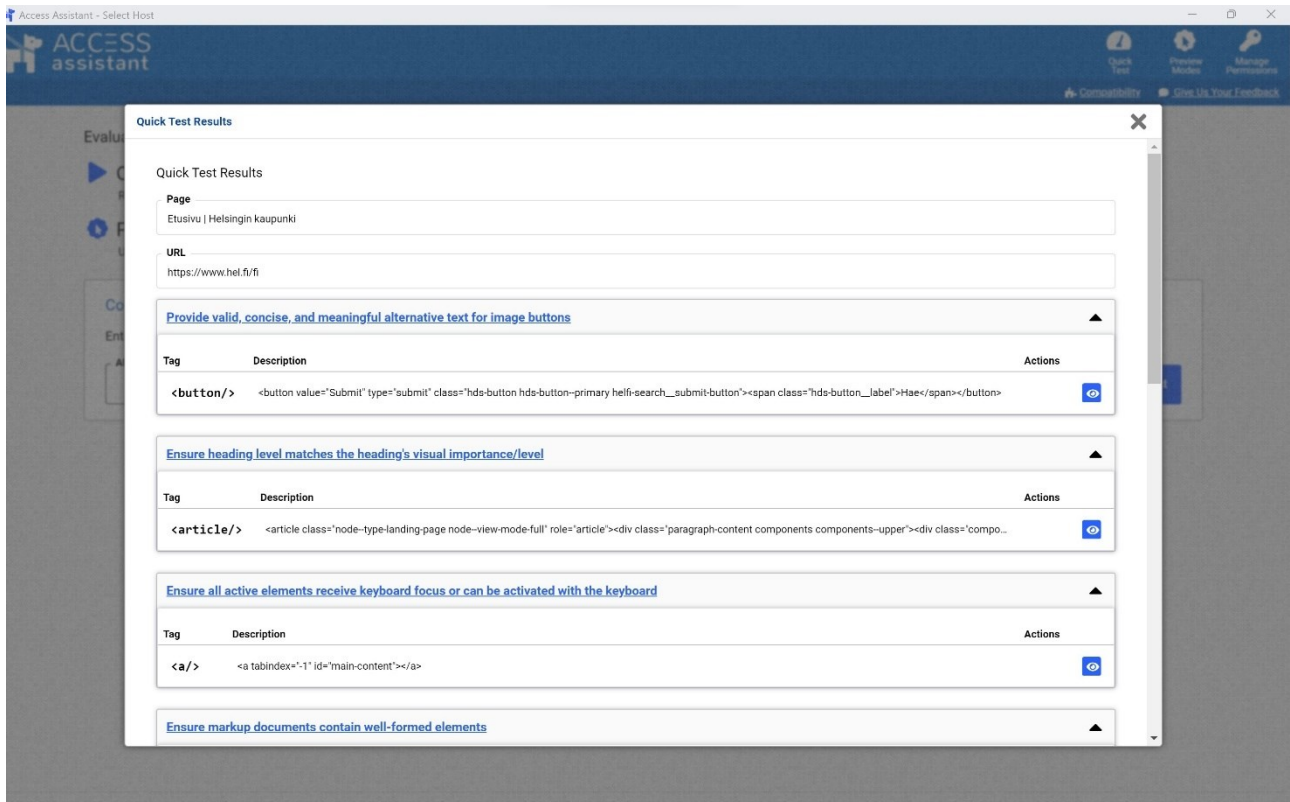 Access Assistant - Select Host
ACCESS
assistant
Quick
Test
Preview
Modes
Manage
Permissions
Compatibility
Give Us Your Feedback
Quick Test Results
Quick Test Results
Page
Etusivu | Helsingin kaupunki
URL
https://www.hel.fi/fi
Provide valid, concise, and meaningful alternative text for image buttons
Tag Description Actions
<button/> <button value="Submit" type="submit" class="hds-button hds-button--primary helfi-search__submit-button"><span class="hds-button__label">Hae</span></button>
Ensure heading level matches the heading's visual importance/level
Tag Description Actions
<article/> <article class="node--type-landing-page node--view-mode-full" role="article"><div class="paragraph-content components components--upper"><div class="compo...
Ensure all active elements receive keyboard focus or can be activated with the keyboard
Tag Description Actions
<a/> <a tabindex="-1" id="main-content"></a>
Ensure markup documents contain well-formed elements